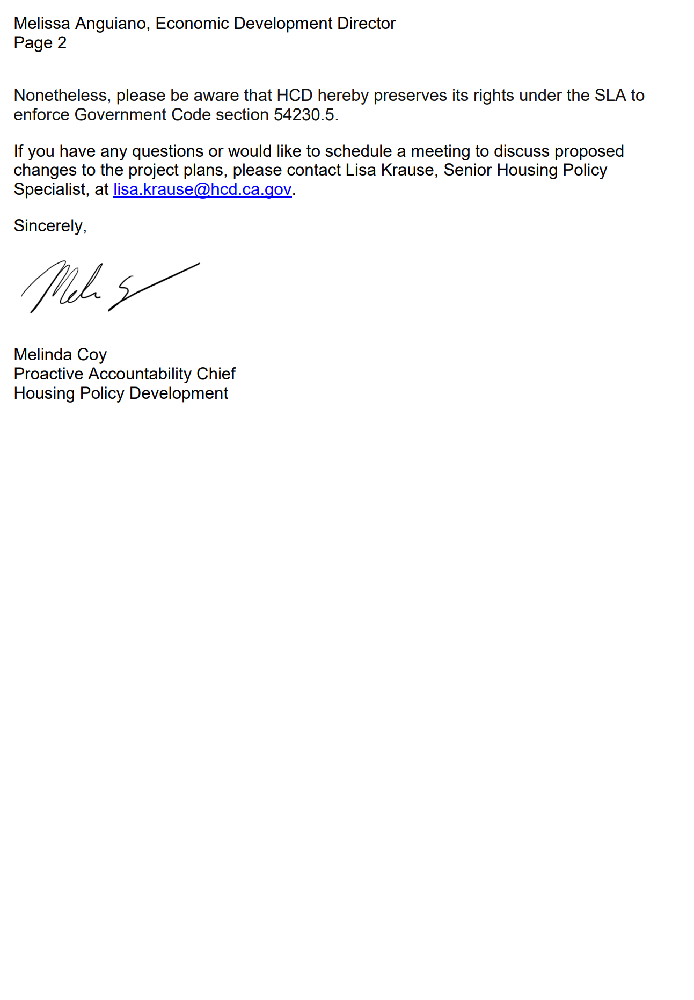 Melissa Anguiano, Economic Development Director
Page 2
Nonetheless, please be aware that HCD hereby preserves its rights under the SLA to
enforce Government Code section 54230.5.
If you have any questions or would like to schedule a meeting to discuss proposed
changes to the project plans, please contact Lisa Krause, Senior Housing Policy
Specialist, at lisa.krause@hcd.ca.gov.
Sincerely,
Melinda Coy
Proactive Accountability Chief
Housing Policy Development